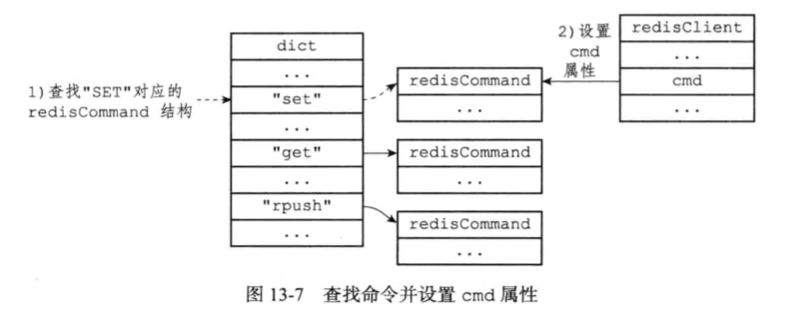 1)查找"SET"对应的
redisCommand 结构
dict
...
"set"
...
"get"
...
"rpush"
...
redisCommand
...
redisCommand
...
redisCommand
...
2)设置
cmd
属性
redisClient
...
cmd
...
图 13-7 查找命令并设置 cmd 属性